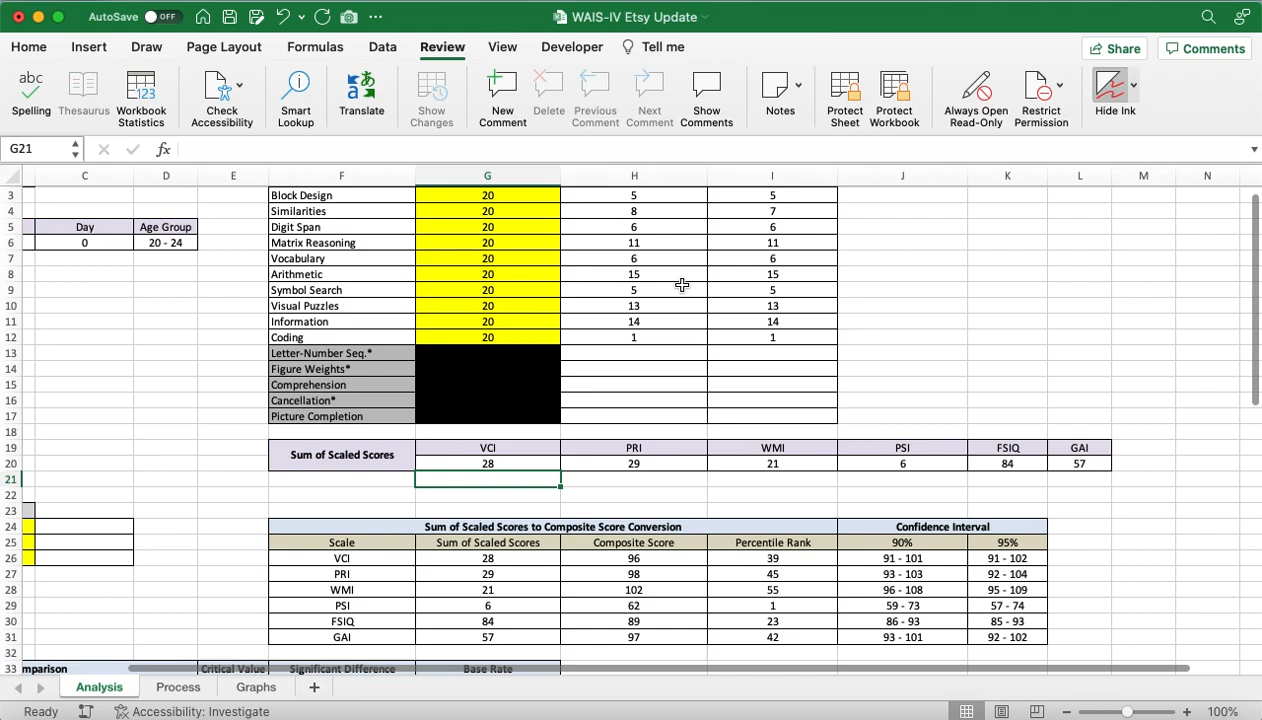 AutoSave OFF WAIS-IV Etsy Update
Home Insert Draw Page Layout Formulas Data Review View Developer Tell me Share Comments
abc
123
Spelling Thesaurus Workbook Statistics Check Accessibility Smart Lookup Translate Show Changes New Comment Delete Previous Comment Next Comment Show Comments Notes Protect Sheet Protect Workbook Always Open Read-Only Restrict Permission Hide Ink
G21 fx
C D E F G H I J K L M N
3 Block Design 20 5 5
4 Similarities 20 8 7
5 Day Age Group Digit Span 20 6 6
6 0 20 - 24 Matrix Reasoning 20 11 11
7 Vocabulary 20 6 6
8 Arithmetic 20 15 15
9 Symbol Search 20 5 5
10 Visual Puzzles 20 13 13
11 Information 20 14 14
12 Coding 20 1 1
13 Letter-Number Seq.*
14 Figure Weights*
15 Comprehension
16 Cancellation*
17 Picture Completion
18
19 Sum of Scaled Scores VCI PRI WMI PSI FSIQ GAI
20 28 29 21 6 84 57
21
22
23
24 Sum of Scaled Scores to Composite Score Conversion Confidence Interval
25 Scale Sum of Scaled Scores Composite Score Percentile Rank 90% 95%
26 VCI 28 96 39 91 - 101 91 - 102
27 PRI 29 98 45 93 - 103 92 - 104
28 WMI 21 102 55 96 - 108 95 - 109
29 PSI 6 62 1 59 - 73 57 - 74
30 FSIQ 84 89 23 86 - 93 85 - 93
31 GAI 57 97 42 93 - 101 92 - 102
32
33 mparison Critical Value Significant Difference Base Rate
Analysis Process Graphs
Ready Accessibility: Investigate 100%